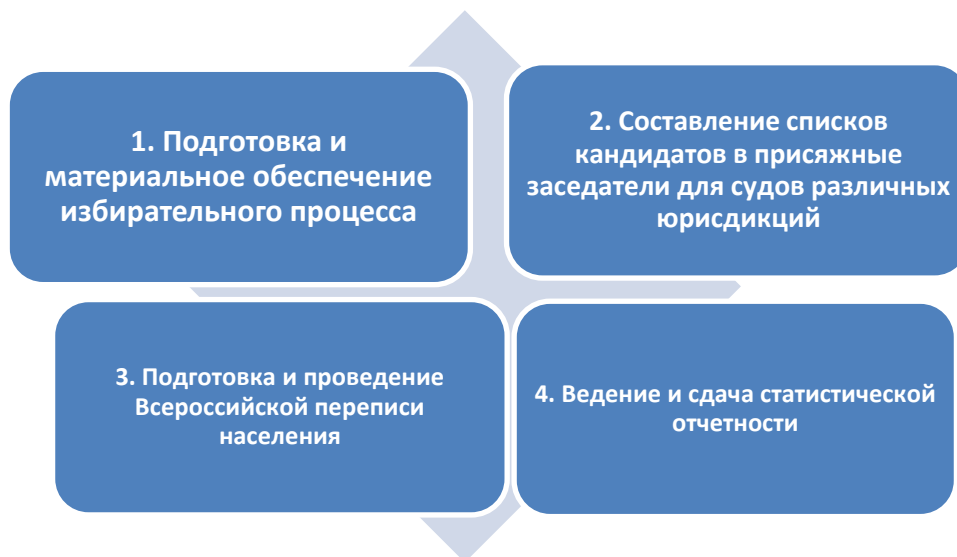 1. Подготовка и
материальное обеспечение
избирательного процесса
2. Составление списков
кандидатов в присяжные
заседатели для судов различных
юрисдикций
3. Подготовка и проведение
Всероссийской переписи
населения
4. Ведение и сдача статистической
отчетности